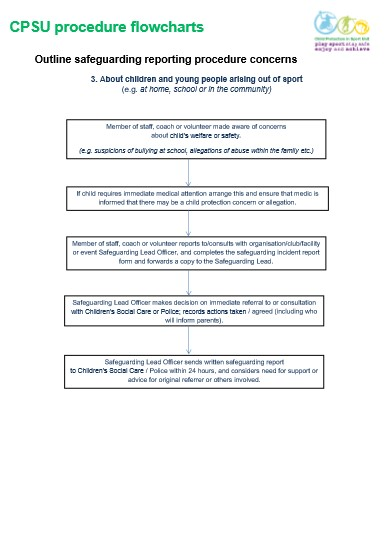 CPSU procedure flowcharts
Child Protection in Sport Unit
play sport stay safe
enjoy and achieve
Outline safeguarding reporting procedure concerns
3. About children and young people arising out of sport
(e.g. at home, school or in the community)
Member of staff, coach or volunteer made aware of concerns
about child's welfare or safety.
(e.g. suspicions of bullying at school, allegations of abuse within the family etc.)
If child requires immediate medical attention arrange this and ensure that medic is
informed that there may be a child protection concern or allegation.
Member of staff, coach or volunteer reports to/consults with organisation/club/facility
or event Safeguarding Lead Officer, and completes the safeguarding incident report
form and forwards a copy to the Safeguarding Lead.
Safeguarding Lead Officer makes decision on immediate referral to or consultation
with Children's Social Care or Police; records actions taken / agreed (including who
will inform parents).
Safeguarding Lead Officer sends written safeguarding report
to Children's Social Care / Police within 24 hours, and considers need for support or
advice for original referral or others involved.